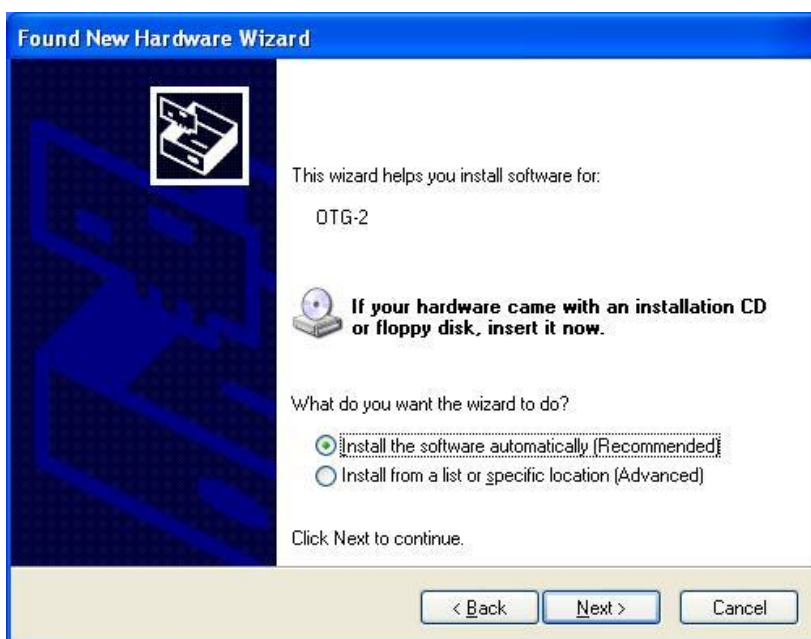 Found New Hardware Wizard
This wizard helps you install software for:
OTG-2
If your hardware came with an installation CD
or floppy disk, insert it now.
What do you want the wizard to do?
Install the software automatically (Recommended)
Install from a list or specific location (Advanced)
Click Next to continue.
< Back
Next >
Cancel